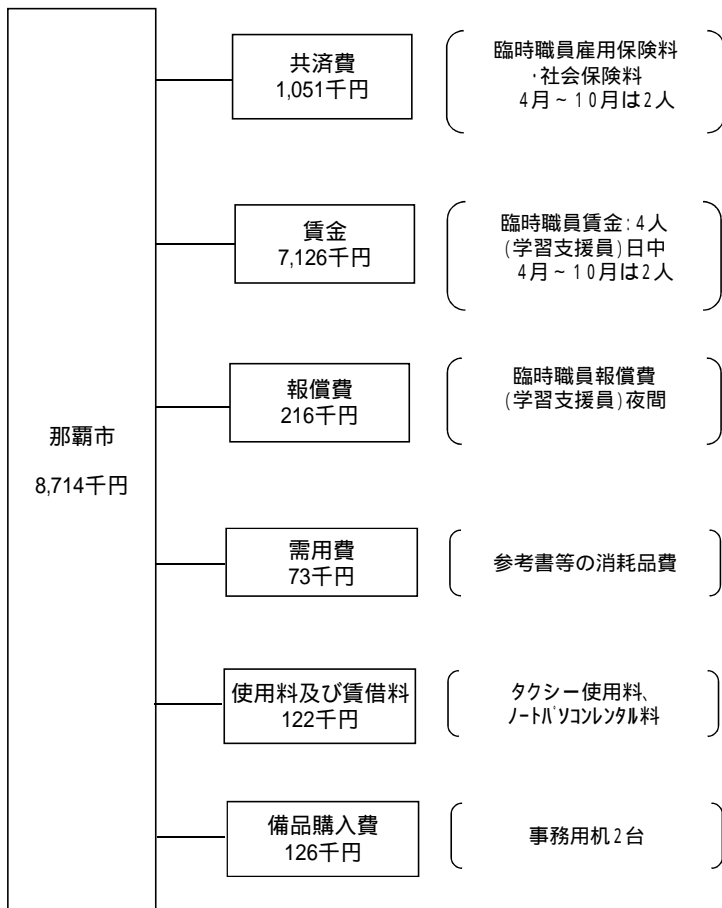 那覇市
8,714千円
共済費
1,051千円
臨時職員雇用保険料
・社会保険料
4月～10月は2人
賃金
7,126千円
臨時職員賃金:4人
(学習支援員)日中
4月～10月は2人
報償費
216千円
臨時職員報償費
(学習支援員)夜間
需用費
73千円
参考書等の消耗品費
使用料及び賃借料
122千円
タクシー使用料、
ノートパソコンレンタル料
備品購入費
126千円
事務用机2台